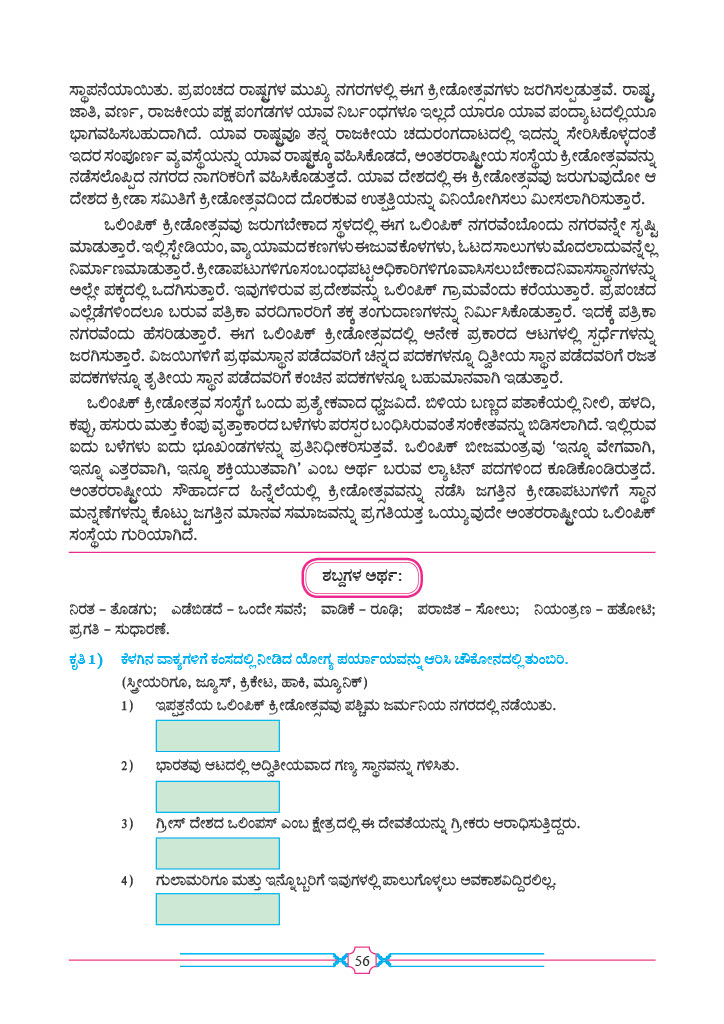 ಸ್ಥಾಪನೆಯಾಯಿತು. ಪ್ರಪಂಚದ ರಾಷ್ಟ್ರಗಳ ಮುಖ್ಯ ನಗರಗಳಲ್ಲಿ ಈಗ ಕ್ರೀಡೋತ್ಸವಗಳು ಜರಗಿಸಲ್ಪಡುತ್ತವೆ. ರಾಷ್ಟ್ರ,
ಜಾತಿ, ವರ್ಣ, ರಾಜಕೀಯ ಪಕ್ಷ ಪಂಗಡಗಳ ಯಾವ ನಿರ್ಬಂಧಗಳೂ ಇಲ್ಲದೆ ಯಾರೂ ಯಾವ ಪಂದ್ಯಾಟದಲ್ಲಿಯೂ
ಭಾಗವಹಿಸಬಹುದಾಗಿದೆ. ಯಾವ ರಾಷ್ಟ್ರವೂ ತನ್ನ ರಾಜಕೀಯ ಚದುರಂಗದಾಟದಲ್ಲಿ ಇದನ್ನು ಸೇರಿಸಿಕೊಳ್ಳದಂತೆ
ಇದರ ಸಂಪೂರ್ಣ ವ್ಯವಸ್ಥೆಯನ್ನು ಯಾವ ರಾಷ್ಟ್ರಕ್ಕೂ ವಹಿಸಿಕೊಡದೆ, ಅಂತರರಾಷ್ಟ್ರೀಯ ಸಂಸ್ಥೆಯ ಕ್ರೀಡೋತ್ಸವವನ್ನು
ನಡೆಸಲೊಪ್ಪಿದ ನಗರದ ನಾಗರಿಕರಿಗೆ ವಹಿಸಿಕೊಡುತ್ತದೆ. ಯಾವ ದೇಶದಲ್ಲಿ ಈ ಕ್ರೀಡೋತ್ಸವವು ಜರುಗುವುದೋ ಆ
ದೇಶದ ಕ್ರೀಡಾ ಸಮಿತಿಗೆ ಕ್ರೀಡೋತ್ಸವದಿಂದ ದೊರಕುವ ಉತ್ಪತ್ತಿಯನ್ನು ವಿನಿಯೋಗಿಸಲು ಮೀಸಲಾಗಿರಿಸುತ್ತಾರೆ.
ಒಲಿಂಪಿಕ್ ಕ್ರೀಡೋತ್ಸವವು ಜರುಗಬೇಕಾದ ಸ್ಥಳದಲ್ಲಿ ಈಗ ಒಲಿಂಪಿಕ್ ನಗರವೆಂಬೊಂದು ನಗರವನ್ನೇ ಸೃಷ್ಟಿ
ಮಾಡುತ್ತಾರೆ. ಇಲ್ಲಿ ಸ್ಟೇಡಿಯಂ, ವ್ಯಾಯಾಮದ ಕಣಗಳು ಈಜುವ ಕೊಳಗಳು, ಓಟದ ಸಾಲುಗಳು ಮೊದಲಾದುವನ್ನೆಲ್ಲ
ನಿರ್ಮಾಣಮಾಡುತ್ತಾರೆ. ಕ್ರೀಡಾಪಟುಗಳಿಗೂ ಸಂಬಂಧಪಟ್ಟ ಅಧಿಕಾರಿಗಳಿಗೂ ವಾಸಿಸಲು ಬೇಕಾದ ನಿವಾಸಸ್ಥಾನಗಳನ್ನು
ಅಲ್ಲೇ ಪಕ್ಕದಲ್ಲಿ ಒದಗಿಸುತ್ತಾರೆ. ಇವುಗಳಿರುವ ಪ್ರದೇಶವನ್ನು ಒಲಿಂಪಿಕ್ ಗ್ರಾಮವೆಂದು ಕರೆಯುತ್ತಾರೆ. ಪ್ರಪಂಚದ
ಎಲ್ಲೆಡೆಗಳಿಂದಲೂ ಬರುವ ಪತ್ರಿಕಾ ವರದಿಗಾರರಿಗೆ ತಕ್ಕ ತಂಗುದಾಣಗಳನ್ನು ನಿರ್ಮಿಸಿಕೊಡುತ್ತಾರೆ. ಇದಕ್ಕೆ ಪತ್ರಿಕಾ
ನಗರವೆಂದು ಹೆಸರಿಡುತ್ತಾರೆ. ಈಗ ಒಲಿಂಪಿಕ್ ಕ್ರೀಡೋತ್ಸವದಲ್ಲಿ ಅನೇಕ ಪ್ರಕಾರದ ಆಟಗಳಲ್ಲಿ ಸ್ಪರ್ಧೆಗಳನ್ನು
ಜರಗಿಸುತ್ತಾರೆ. ವಿಜಯಿಗಳಿಗೆ ಪ್ರಥಮಸ್ಥಾನ ಪಡೆದವರಿಗೆ ಚಿನ್ನದ ಪದಕಗಳನ್ನೂ ದ್ವಿತೀಯ ಸ್ಥಾನ ಪಡೆದವರಿಗೆ ರಜತ
ಪದಕಗಳನ್ನೂ ತೃತೀಯ ಸ್ಥಾನ ಪಡೆದವರಿಗೆ ಕಂಚಿನ ಪದಕಗಳನ್ನೂ ಬಹುಮಾನವಾಗಿ ಇಡುತ್ತಾರೆ.
ಒಲಿಂಪಿಕ್ ಕ್ರೀಡೋತ್ಸವ ಸಂಸ್ಥೆಗೆ ಒಂದು ಪ್ರತ್ಯೇಕವಾದ ಧ್ವಜವಿದೆ. ಬಿಳಿಯ ಬಣ್ಣದ ಪತಾಕೆಯಲ್ಲಿ ನೀಲಿ, ಹಳದಿ,
ಕಪ್ಪು, ಹಸುರು ಮತ್ತು ಕೆಂಪು ವೃತ್ತಾಕಾರದ ಬಳೆಗಳು ಪರಸ್ಪರ ಬಂಧಿಸಿರುವಂತೆ ಸಂಕೇತವನ್ನು ಬಿಡಿಸಲಾಗಿದೆ. ಇಲ್ಲಿರುವ
ಐದು ಬಳೆಗಳು ಐದು ಭೂಖಂಡಗಳನ್ನು ಪ್ರತಿನಿಧೀಕರಿಸುತ್ತವೆ. ಒಲಿಂಪಿಕ್ ಬೀಜಮಂತ್ರವು 'ಇನ್ನೂ ವೇಗವಾಗಿ,
ಇನ್ನೂ ಎತ್ತರವಾಗಿ, ಇನ್ನೂ ಶಕ್ತಿಯುತವಾಗಿ' ಎಂಬ ಅರ್ಥ ಬರುವ ಲ್ಯಾಟಿನ್ ಪದಗಳಿಂದ ಕೂಡಿಕೊಂಡಿರುತ್ತದೆ.
ಅಂತರರಾಷ್ಟ್ರೀಯ ಸೌಹಾರ್ದದ ಹಿನ್ನೆಲೆಯಲ್ಲಿ ಕ್ರೀಡೋತ್ಸವವನ್ನು ನಡೆಸಿ ಜಗತ್ತಿನ ಕ್ರೀಡಾಪಟುಗಳಿಗೆ ಸ್ಥಾನ
ಮನ್ನಣೆಗಳನ್ನು ಕೊಟ್ಟು ಜಗತ್ತಿನ ಮಾನವ ಸಮಾಜವನ್ನು ಪ್ರಗತಿಯತ್ತ ಒಯ್ಯುವುದೇ ಅಂತರರಾಷ್ಟ್ರೀಯ ಒಲಿಂಪಿಕ್
ಸಂಸ್ಥೆಯ ಗುರಿಯಾಗಿದೆ.
ಶಬ್ದಗಳ ಅರ್ಥ:
ನಿರತ – ತೊಡಗು; ಎಡೆಬಿಡದೆ – ಒಂದೇ ಸವನೆ; ವಾಡಿಕೆ – ರೂಢಿ; ಪರಾಜಿತ – ಸೋಲು; ನಿಯಂತ್ರಣ – ಹತೋಟಿ;
ಪ್ರಗತಿ – ಸುಧಾರಣೆ.
ಕೃತಿ 1) ಕೆಳಗಿನ ವಾಕ್ಯಗಳಿಗೆ ಕಂಸದಲ್ಲಿ ನೀಡಿದ ಯೋಗ್ಯ ಪರ್ಯಾಯವನ್ನು ಆರಿಸಿ ಚೌಕೋನದಲ್ಲಿ ತುಂಬಿರಿ.
(ಸ್ತ್ರೀಯರಿಗೂ, ಜ್ಯೂಸ್, ಕ್ರಿಕೇಟ, ಹಾಕಿ, ಮ್ಯೂನಿಕ್)
1) ಇಪ್ಪತ್ತನೆಯ ಒಲಿಂಪಿಕ್ ಕ್ರೀಡೋತ್ಸವವು ಪಶ್ಚಿಮ ಜರ್ಮನಿಯ ನಗರದಲ್ಲಿ ನಡೆಯಿತು.
2) ಭಾರತವು ಆಟದಲ್ಲಿ ಅದ್ವಿತೀಯವಾದ ಗಣ್ಯ ಸ್ಥಾನವನ್ನು ಗಳಿಸಿತು.
3) ಗ್ರೀಸ್ ದೇಶದ ಒಲಿಂಪಸ್ ಎಂಬ ಕ್ಷೇತ್ರದಲ್ಲಿ ಈ ದೇವತೆಯನ್ನು ಗ್ರೀಕರು ಆರಾಧಿಸುತ್ತಿದ್ದರು.
4) ಗುಲಾಮರಿಗೂ ಮತ್ತು ಇನ್ನೊಬ್ಬರಿಗೆ ಇವುಗಳಲ್ಲಿ ಪಾಲುಗೊಳ್ಳಲು ಅವಕಾಶವಿದ್ದಿರಲಿಲ್ಲ.
56